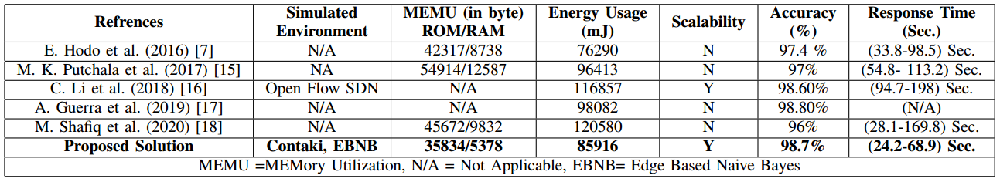 Refrences Simulated Environment MEMU (in byte) ROM/RAM Energy Usage (mJ) Scalability Accuracy (%) Response Time (Sec.)
E. Hodo et al. (2016) [7] N/A 42317/8738 76290 N 97.4 % (33.8-98.5) Sec.
M. K. Putchala et al. (2017) [15] NA 54914/12587 96413 N 97% (54.8- 113.2) Sec.
C. Li et al. (2018) [16] Open Flow SDN N/A 116857 Y 98.60% (94.7-198) Sec.
A. Guerra et al. (2019) [17] N/A N/A 98082 N 98.80% (N/A)
M. Shafiq et al. (2020) [18] N/A 45672/9832 120580 N 96% (28.1-169.8) Sec.
Proposed Solution Contaki, EBNB 35834/5378 85916 Y 98.7% (24.2-68.9) Sec.
MEMU =MEMory Utilization, N/A = Not Applicable, EBNB= Edge Based Naive Bayes